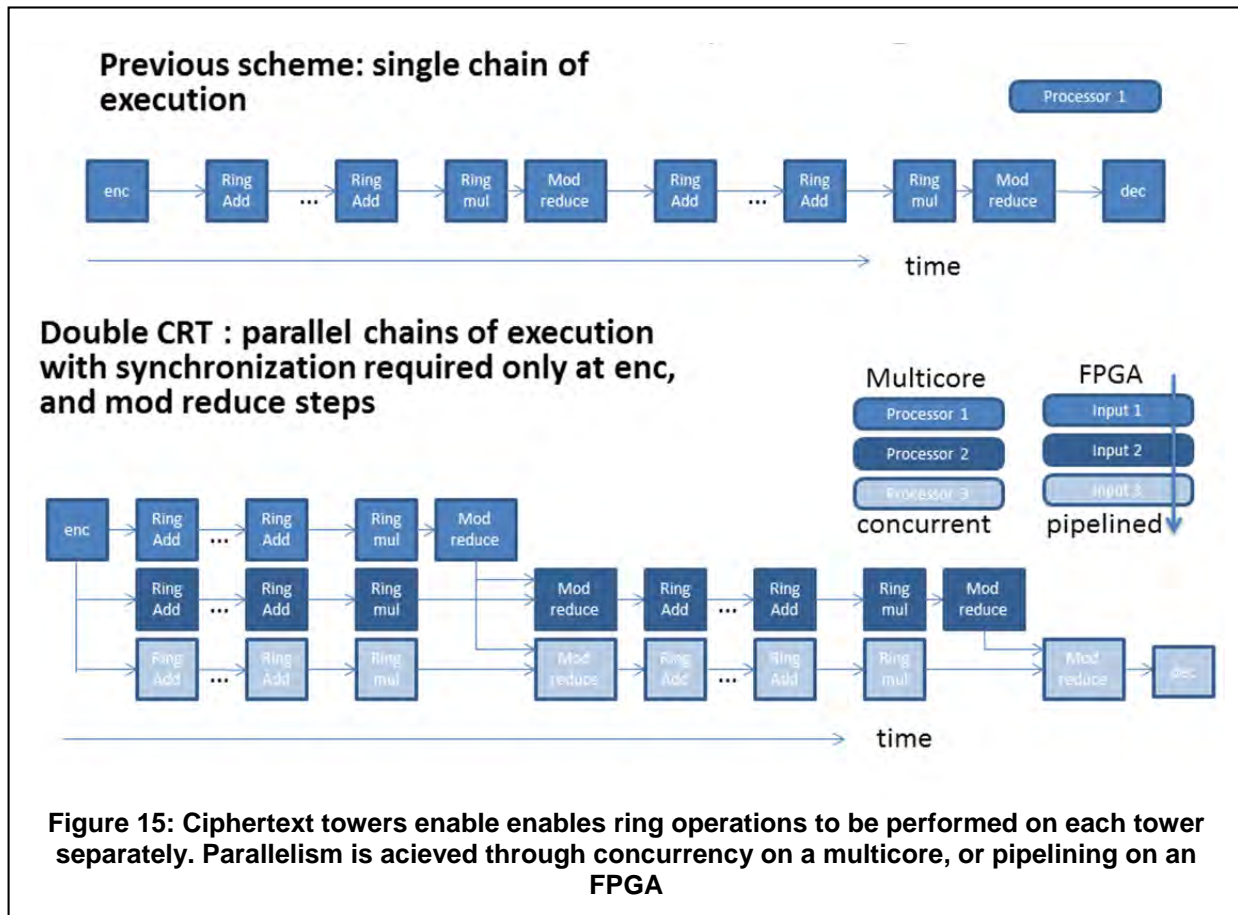 Previous scheme: single chain of
execution
Processor 1
enc
Ring
Add
...
Ring
Add
Ring
mul
Mod
reduce
Ring
Add
...
Ring
Add
Ring
mul
Mod
reduce
dec
time
Double CRT : parallel chains of execution
with synchronization required only at enc,
and mod reduce steps
Multicore
Processor 1
Processor 2
Processor 3
concurrent
FPGA
Input 1
Input 2
Input 3
pipelined
enc
Ring
Add
...
Ring
Add
Ring
mul
Mod
reduce
Ring
Add
...
Ring
Add
Ring
mul
Mod
reduce
Ring
Add
...
Ring
Add
Ring
mul
Mod
reduce
Ring
Add
...
Ring
Add
Ring
mul
Mod
reduce
Ring
Add
...
Ring
Add
Ring
mul
Mod
reduce
dec
time
Figure 15: Ciphertext towers enable enables ring operations to be performed on each tower
separately. Parallelism is acieved through concurrency on a multicore, or pipelining on an
FPGA